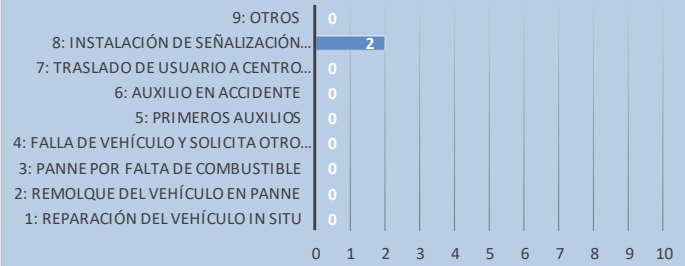 9: OTROS 0
8: INSTALACIÓN DE SEÑALIZACIÓN... 2
7: TRASLADO DE USUARIO A CENTRO... 0
6: AUXILIO EN ACCIDENTE 0
5: PRIMEROS AUXILIOS 0
4: FALLA DE VEHÍCULO Y SOLICITA OTRO... 0
3: PANNE POR FALTA DE COMBUSTIBLE 0
2: REMOLQUE DEL VEHÍCULO EN PANNE 0
1: REPARACIÓN DEL VEHÍCULO IN SITU 0
0 1 2 3 4 5 6 7 8 9 10